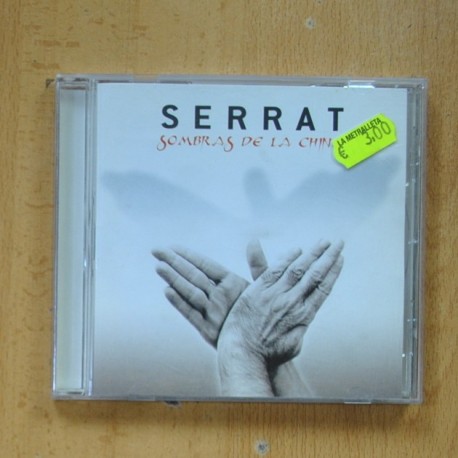 SERRAT
SOMBRAS DE LA CHIN
LA METRALLETA
€ 3,00